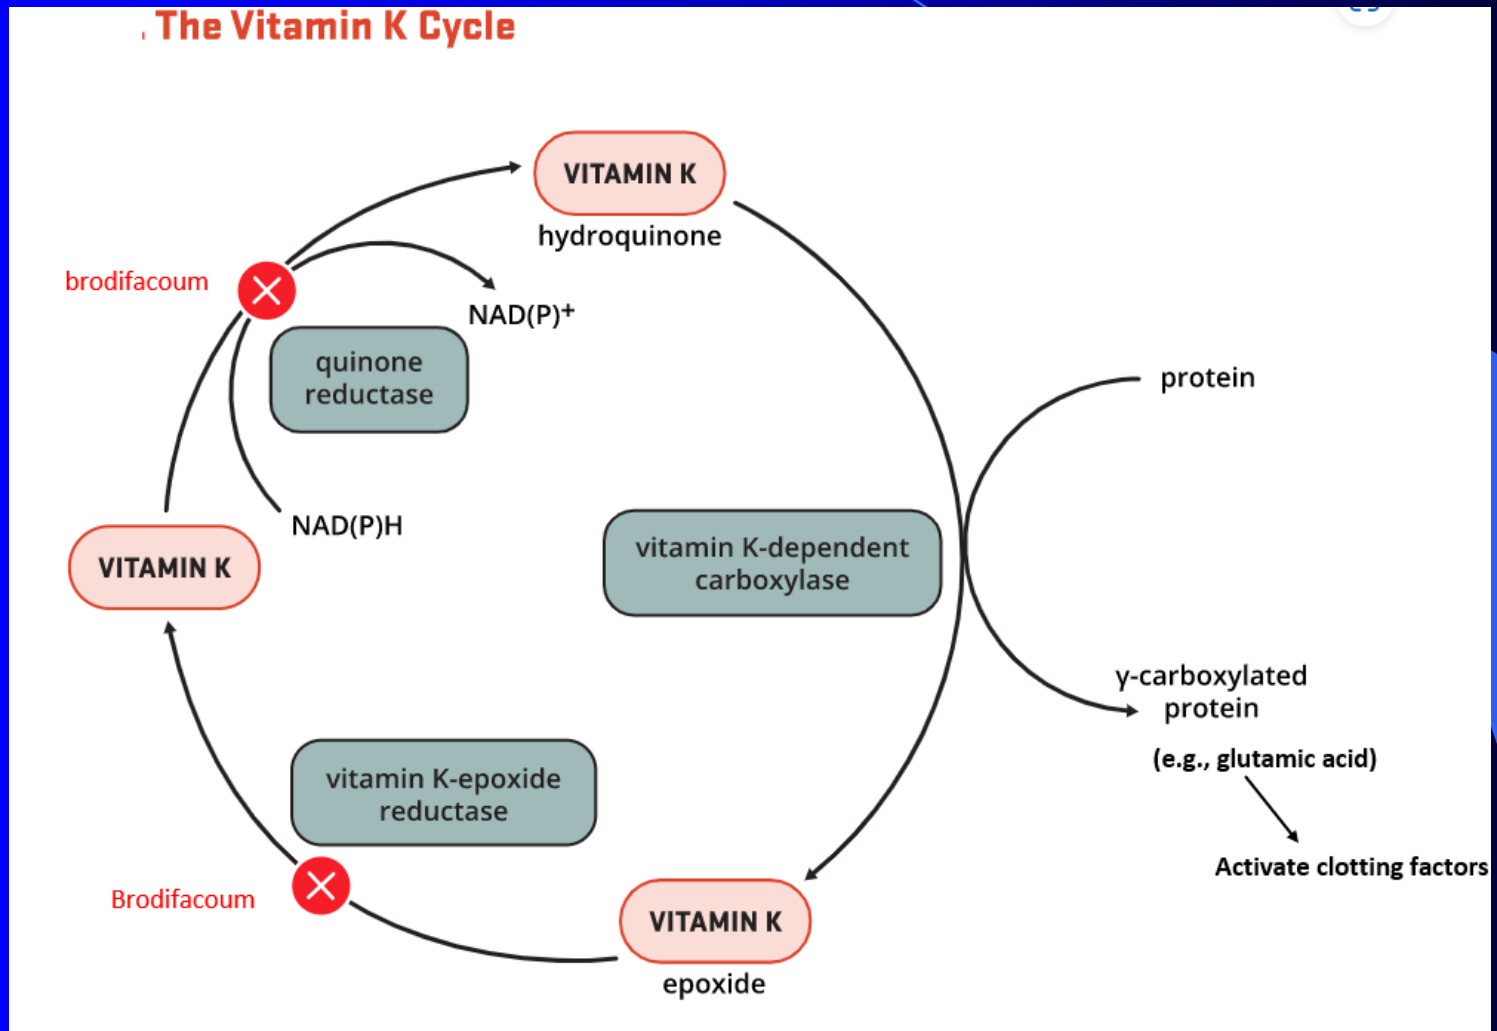 The Vitamin K Cycle
VITAMIN K
hydroquinone
brodifacoum
NAD(P)+
quinone
reductase
protein
NAD(P)H
vitamin K-dependent
carboxylase
VITAMIN K
γ-carboxylated
protein
(e.g., glutamic acid)
vitamin K-epoxide
reductase
Activate clotting factors
Brodifacoum
VITAMIN K
epoxide